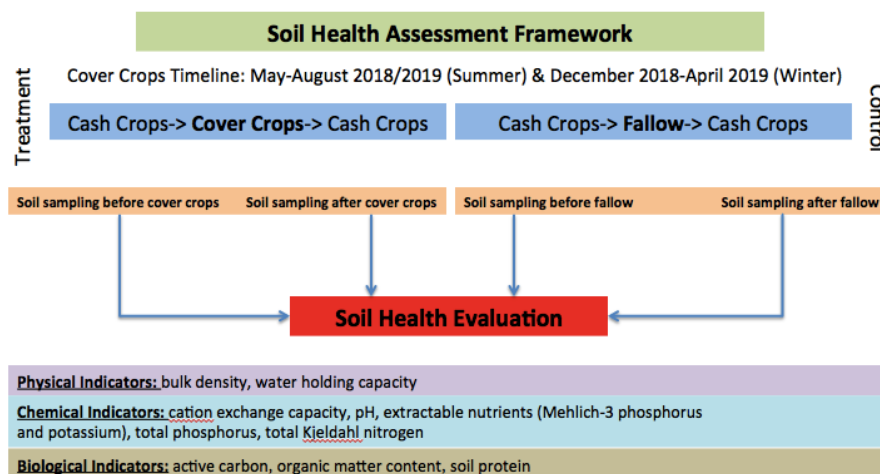 Soil Health Assessment Framework
Cover Crops Timeline: May-August 2018/2019 (Summer) & December 2018-April 2019 (Winter)
Treatment
Cash Crops-> Cover Crops-> Cash Crops
Cash Crops-> Fallow-> Cash Crops
Control
Soil sampling before cover crops
Soil sampling after cover crops
Soil sampling before fallow
Soil sampling after fallow
Soil Health Evaluation
Physical Indicators: bulk density, water holding capacity
Chemical Indicators: cation exchange capacity, pH, extractable nutrients (Mehlich-3 phosphorus
and potassium), total phosphorus, total Kjeldahl nitrogen
Biological Indicators: active carbon, organic matter content, soil protein